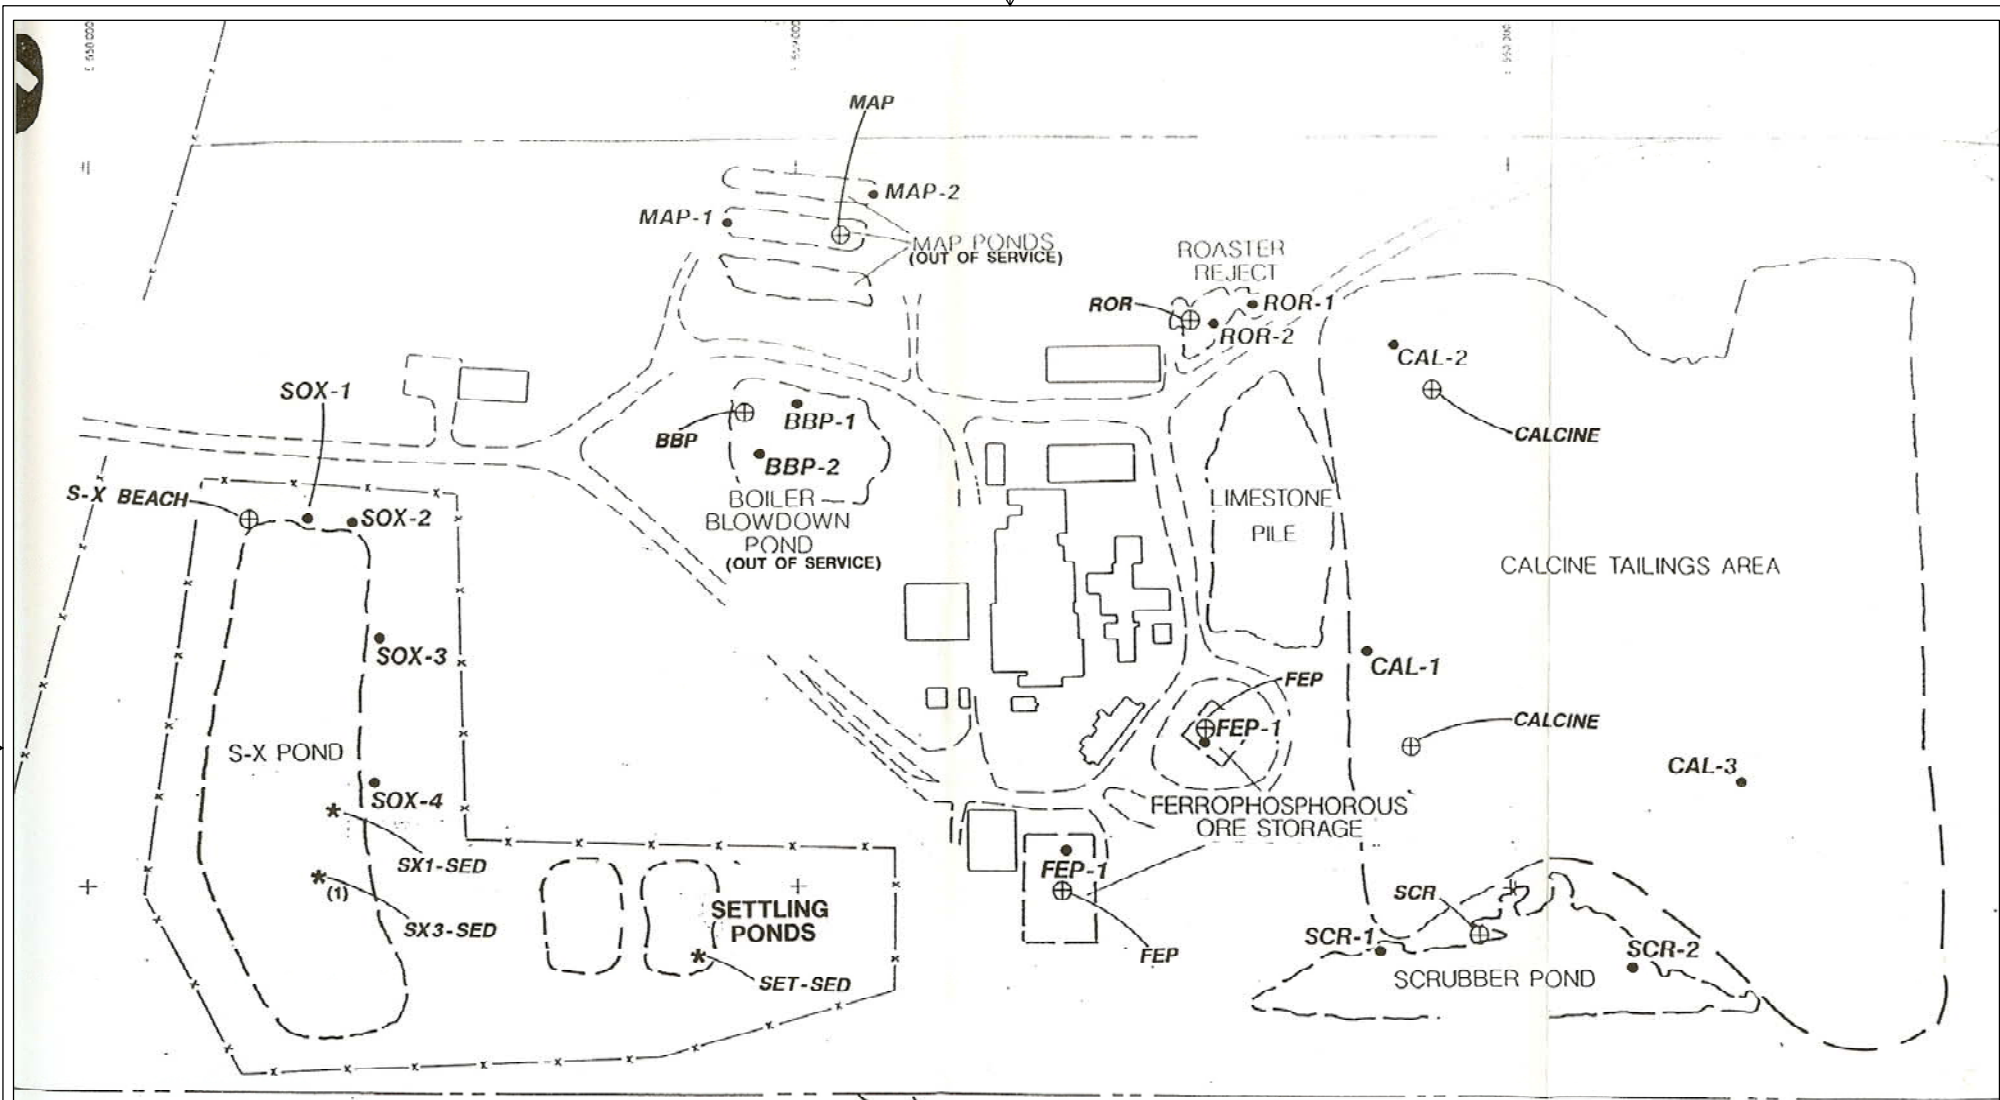 MAP
MAP-2
MAP-1
MAP PONDS
(OUT OF SERVICE)
ROASTER
REJECT
ROR
ROR-1
ROR-2
CAL-2
CALCINE
SOX-1
BBP
BBP-1
BBP-2
BOILER
BLOWDOWN
POND
(OUT OF SERVICE)
S-X BEACH
SOX-2
LIMESTONE
PILE
CALCINE TAILINGS AREA
SOX-3
CAL-1
FEP
FEP-1
CALCINE
S-X POND
CAL-3
SOX-4
FERROPHOSPHOROUS
ORE STORAGE
SX1-SED
FEP-1
(1)
SX3-SED
SETTLING
PONDS
SCR
SCR-1
SCR-2
FEP
SET-SED
SCRUBBER POND